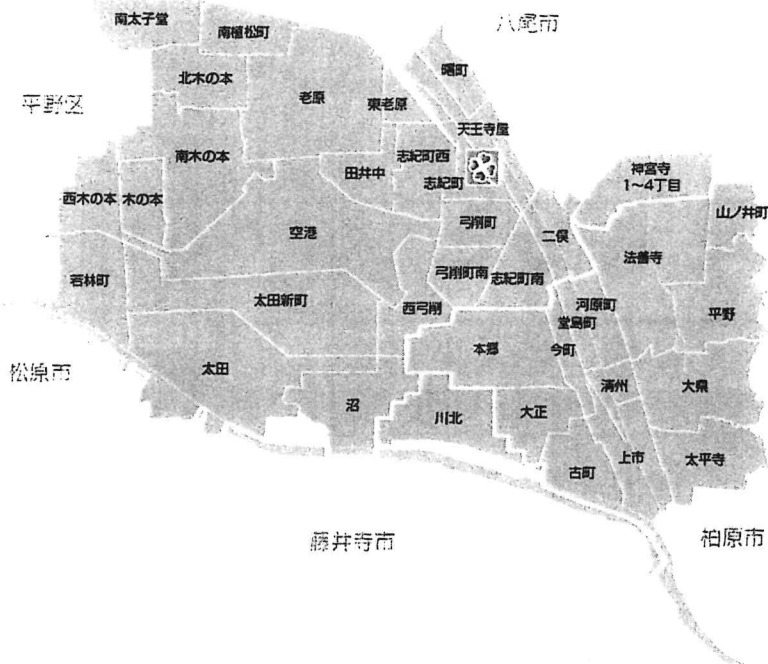 南太子堂
南植松町
八尾市
曙町
北木の本
老原
東老原
平野区
天王寺屋
南木の本
志紀町西
田井中
志紀町
神宮寺
1〜4丁目
西木の本
木の本
山ノ井町
弓削町
二俣
空港
法善寺
若林町
弓削町南
志紀町南
太田新町
西弓削
河原町
堂島町
平野
本郷
今町
松原市
太田
清州
大県
沼
川北
大正
古町
上市
太平寺
藤井寺市
柏原市